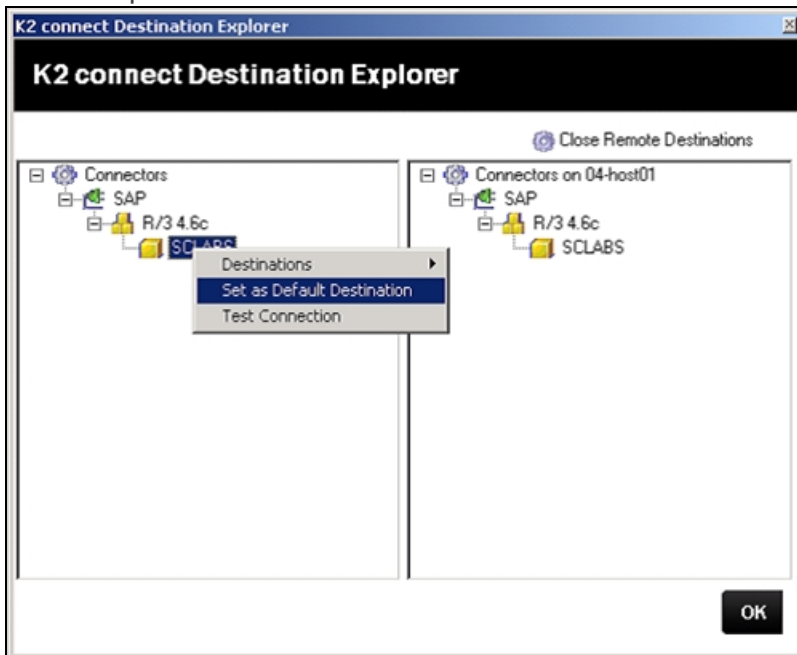 K2 connect Destination Explorer
K2 connect Destination Explorer
Close Remote Destinations
Connectors
SAP
R/3 4.6c
SCLABS
Destinations
Set as Default Destination
Test Connection
Connectors on 04-host01
SAP
R/3 4.6c
SCLABS
OK